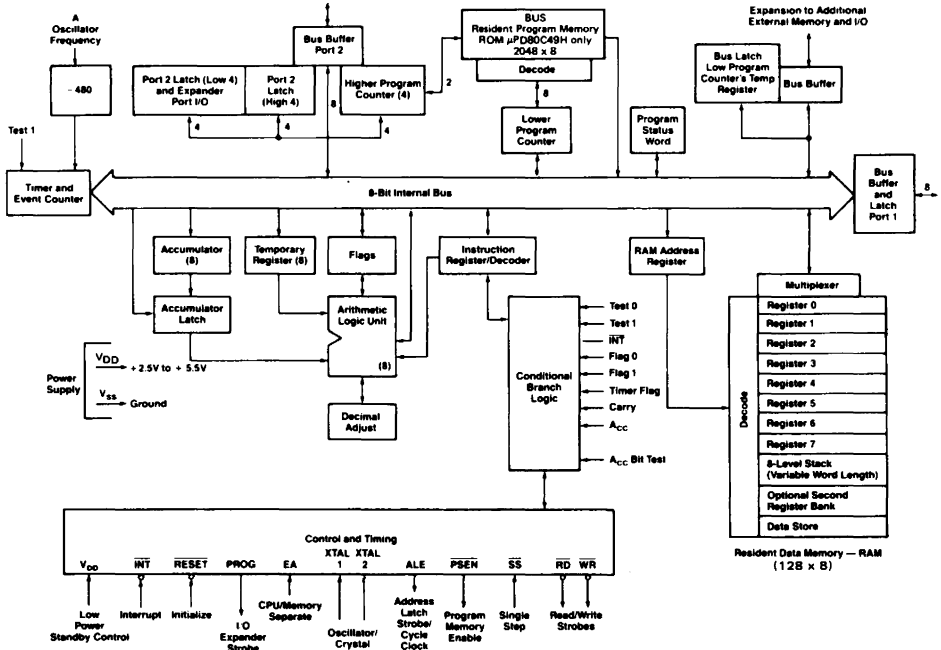 A
Oscillator
Frequency
- 480
Test 1
Timer and
Event Counter
Bus Buffer
Port 2
Port 2 Latch (Low 4)
and Expander
Port I/O
Port 2
Latch
(High 4)
Higher Program
Counter (4)
4
4
8
4
2
BUS
Resident Program Memory
ROM µPD80C49H only
2048 x 8
Decode
8
Lower
Program
Counter
Program
Status
Word
Expansion to Additional
External Memory and I/O
Bus Latch
Low Program
Counter's Temp
Register
Bus Buffer
8-Bit Internal Bus
Bus
Buffer
and
Latch
Port 1
8
Accumulator
(8)
Temporary
Register (8)
Flags
Instruction
Register/Decoder
RAM Address
Register
Accumulator
Latch
Arithmetic
Logic Unit
(8)
Decimal
Adjust
Power
Supply
VDD
+ 2.5V to + 5.5V
Vss
Ground
Conditional
Branch
Logic
Test 0
Test 1
INT
Flag 0
Flag 1
Timer Flag
Carry
ACC
ACC Bit Test
Multiplexer
Decode
Register 0
Register 1
Register 2
Register 3
Register 4
Register 5
Register 6
Register 7
8-Level Stack
(Variable Word Length)
Optional Second
Register Bank
Data Store
Resident Data Memory — RAM
(128 x 8)
Control and Timing
XTAL XTAL
VDD INT RESET PROG EA 1 2 ALE PSEN SS RD WR
Low
Power
Standby Control
Interrupt
Initialize
I/O
Expander
Strobe
CPU/Memory
Separate
Oscillator/
Crystal
Address
Latch
Strobe/
Cycle
Clock
Program
Memory
Enable
Single
Step
Read/Write
Strobes